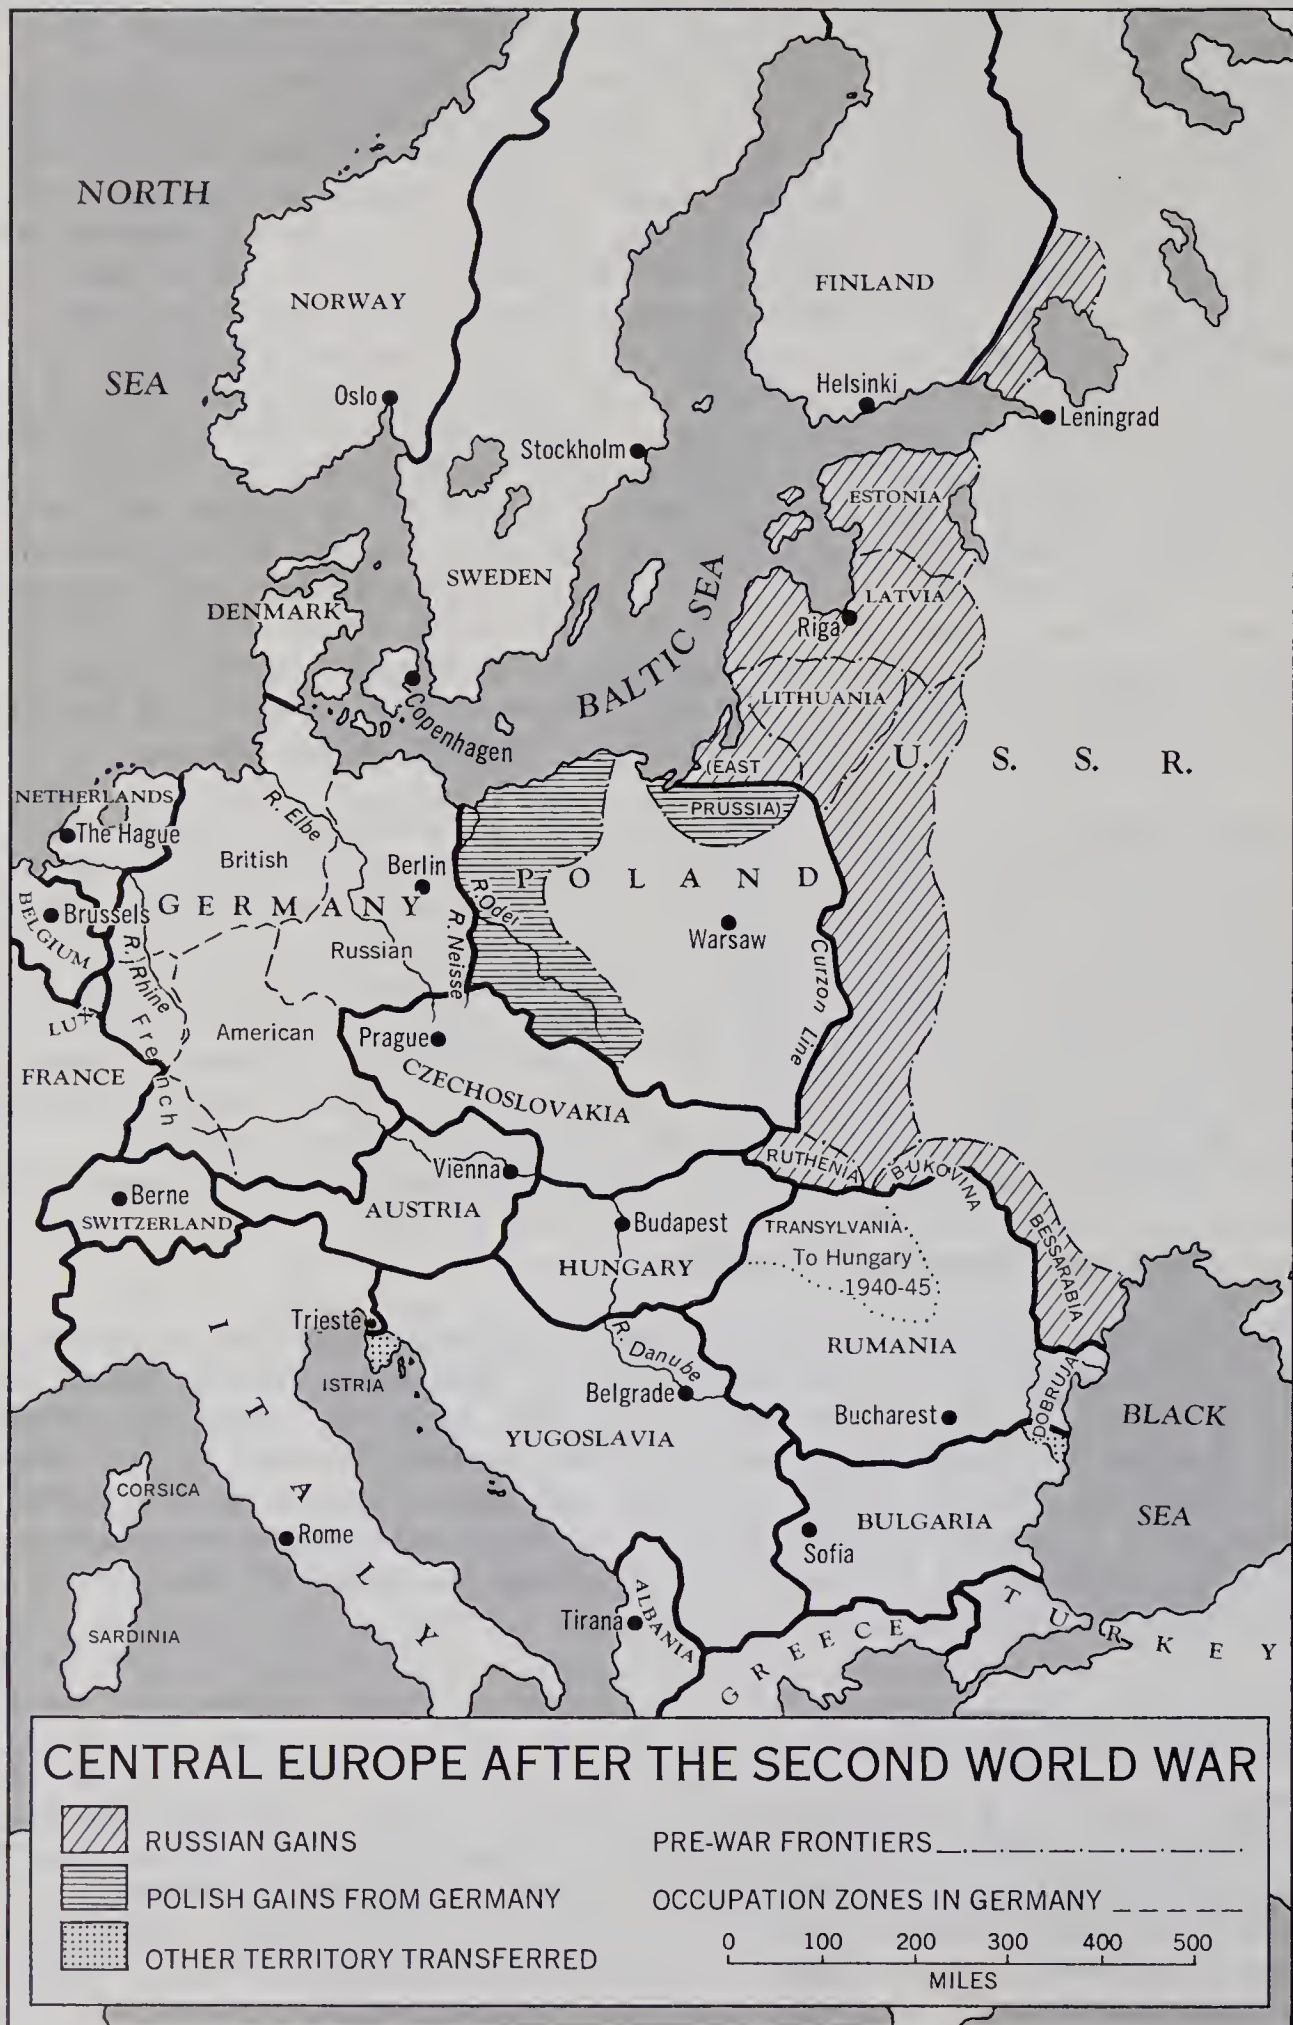 NORTH
SEA
NORWAY
Oslo
FINLAND
Helsinki
Leningrad
Stockholm
SWEDEN
ESTONIA
LATVIA
Riga
LITHUANIA
BALTIC SEA
DENMARK
Copenhagen
U. S. S. R.
(EAST
PRUSSIA)
NETHERLANDS
The Hague
R. Elbe
British
Berlin
GERMANY
POLAND
R. Oder
R. Neisse
Warsaw
Curzon Line
BELGIUM
Brussels
R. Rhine
Russian
LUX
French
American
Prague
FRANCE
CZECHOSLOVAKIA
RUTHENIA
BUKOVINA
BESSARABIA
Vienna
Berne
SWITZERLAND
AUSTRIA
Budapest
HUNGARY
TRANSYLVANIA
To Hungary
1940-45
ITALY
Trieste
ISTRIA
R. Danube
Belgrade
RUMANIA
Bucharest
DOBRUJA
BLACK
SEA
YUGOSLAVIA
CORSICA
Rome
SARDINIA
BULGARIA
Sofia
Tirana
ALBANIA
GREECE
TURKEY
CENTRAL EUROPE AFTER THE SECOND WORLD WAR
RUSSIAN GAINS
POLISH GAINS FROM GERMANY
OTHER TERRITORY TRANSFERRED
PRE-WAR FRONTIERS
OCCUPATION ZONES IN GERMANY
0 100 200 300 400 500
MILES